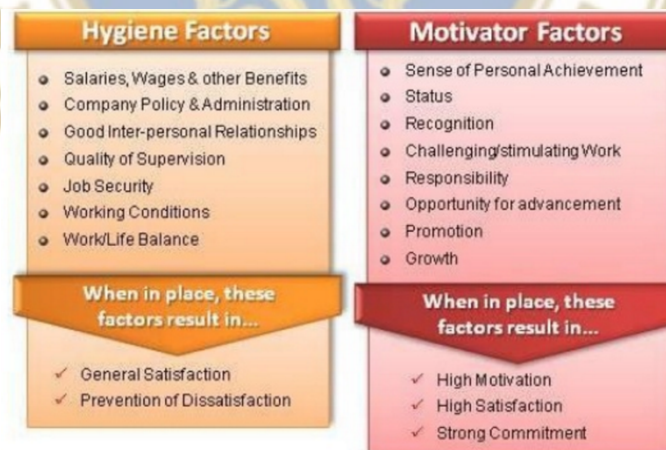 Hygiene Factors
Salaries, Wages & other Benefits
Company Policy & Administration
Good Inter-personal Relationships
Quality of Supervision
Job Security
Working Conditions
Work/Life Balance
When in place, these
factors result in...
General Satisfaction
Prevention of Dissatisfaction
Motivator Factors
Sense of Personal Achievement
Status
Recognition
Challenging/stimulating Work
Responsibility
Opportunity for advancement
Promotion
Growth
When in place, these
factors result in...
High Motivation
High Satisfaction
Strong Commitment